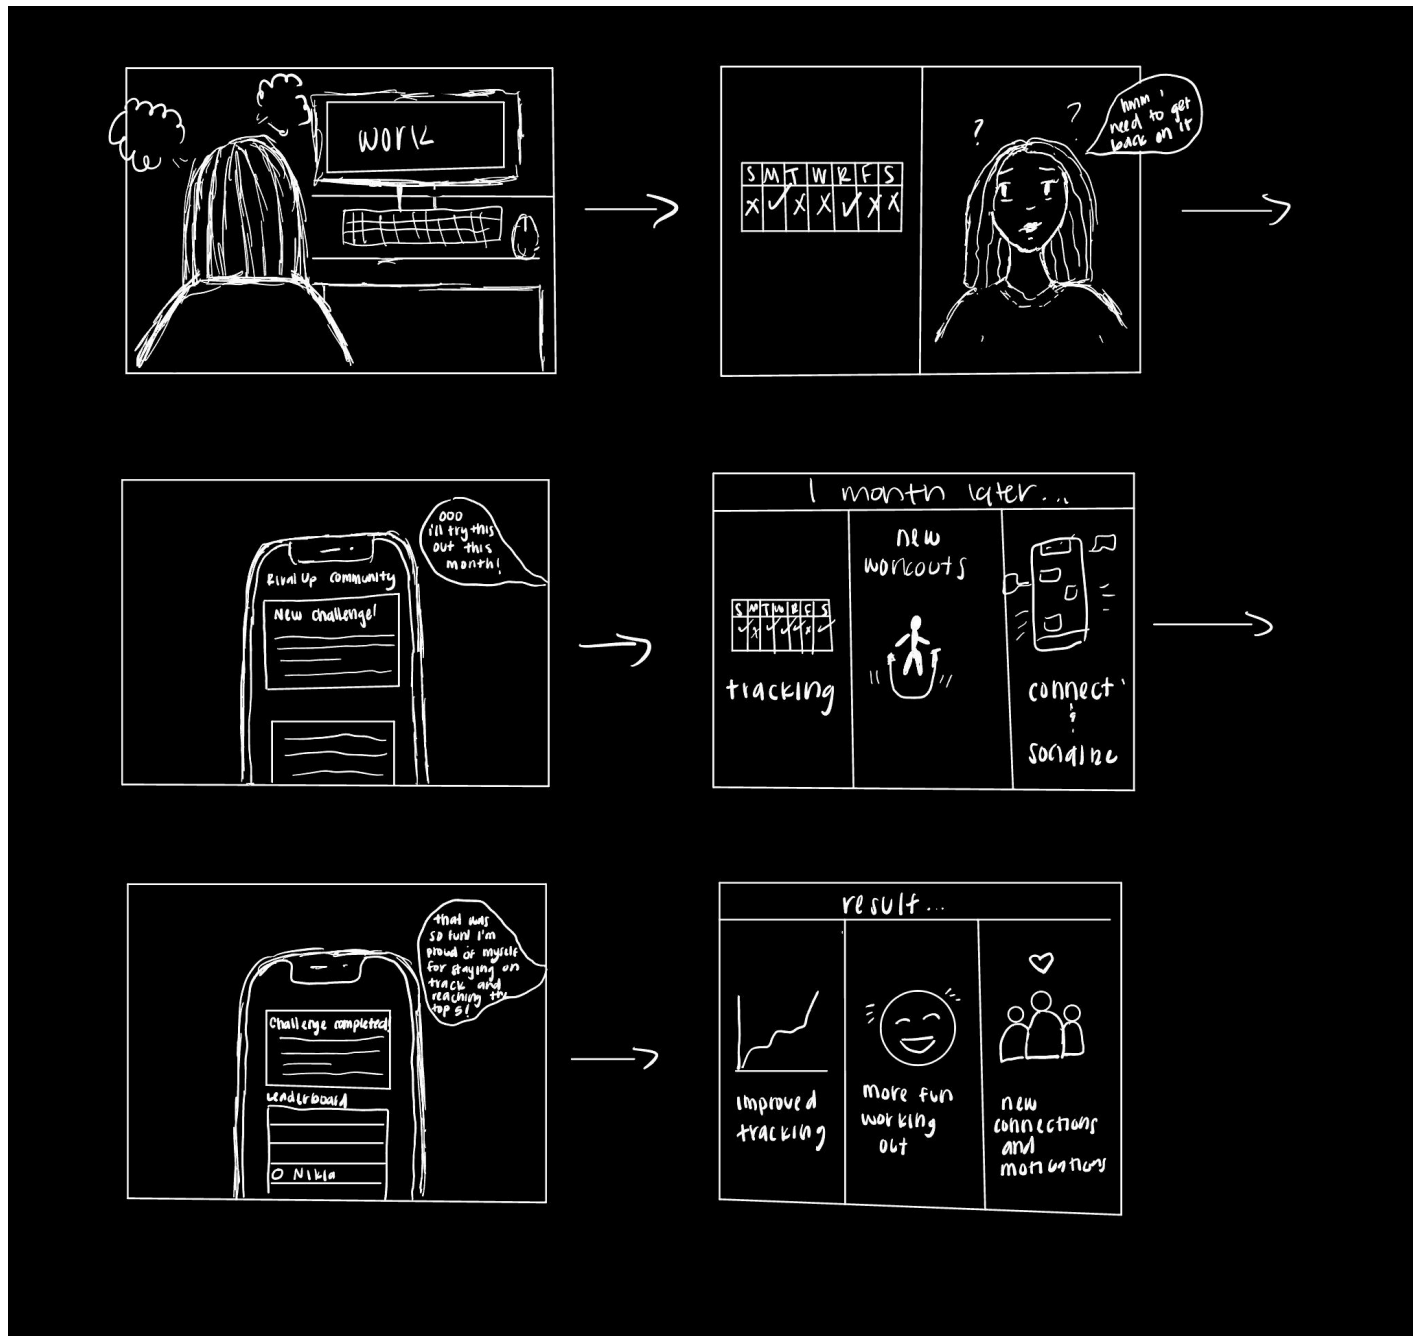 work
? ?
hmm i
need to get
back on it
S M T W R F S
X ✓ X X ✓ X X
ooo
i'll try this
out this
month!
Rival Up community
New challenge!
1 month later...
S M T W R F S
✓ X ✓ ✓ ✓ X ✓
tracking
new
workouts
connect
&
socialize
that was
so fun! I'm
proud of myself
for staying on
track and
reaching the
top 5!
Challenge completed!
Leaderboard
O Nikla
result...
improved
tracking
more fun
working
out
new
connections
and
motivations